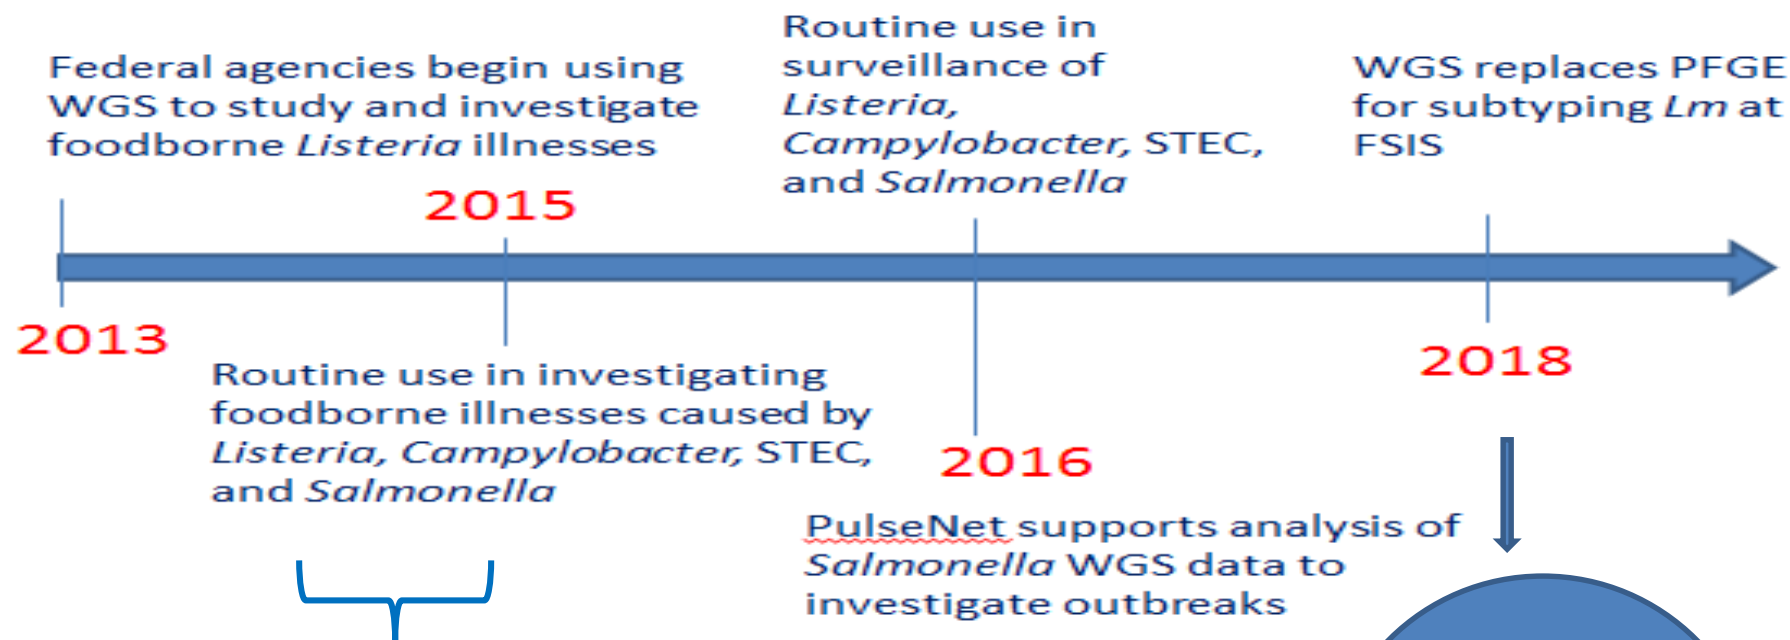 Federal agencies begin using
WGS to study and investigate
foodborne Listeria illnesses
2013
2015
Routine use in investigating
foodborne illnesses caused by
Listeria, Campylobacter, STEC,
and Salmonella
Routine use in
surveillance of
Listeria,
Campylobacter, STEC,
and Salmonella
2016
PulseNet supports analysis of
Salmonella WGS data to
investigate outbreaks
WGS replaces PFGE
for subtyping Lm at
FSIS
2018